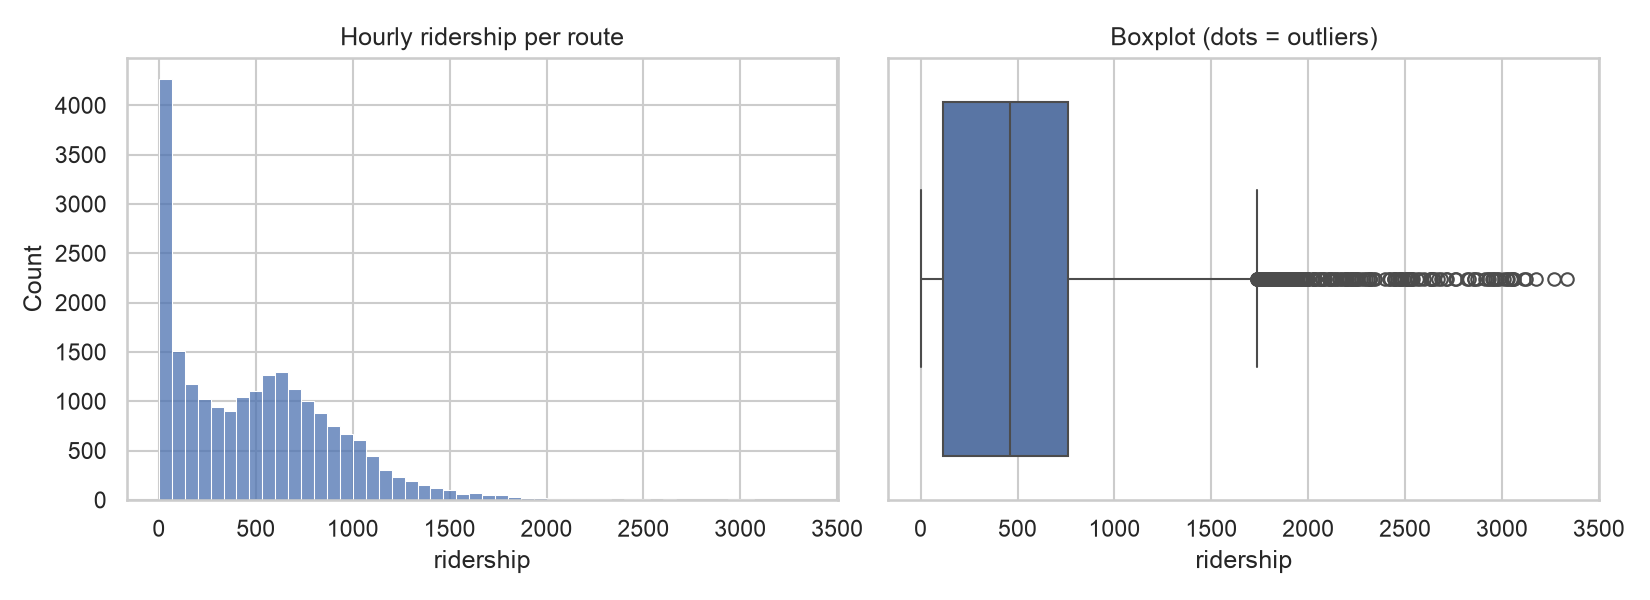 Hourly ridership per route
Count
4000
3500
3000
2500
2000
1500
1000
500
0
0 500 1000 1500 2000 2500 3000 3500
ridership
Boxplot (dots = outliers)
0 500 1000 1500 2000 2500 3000 3500
ridership